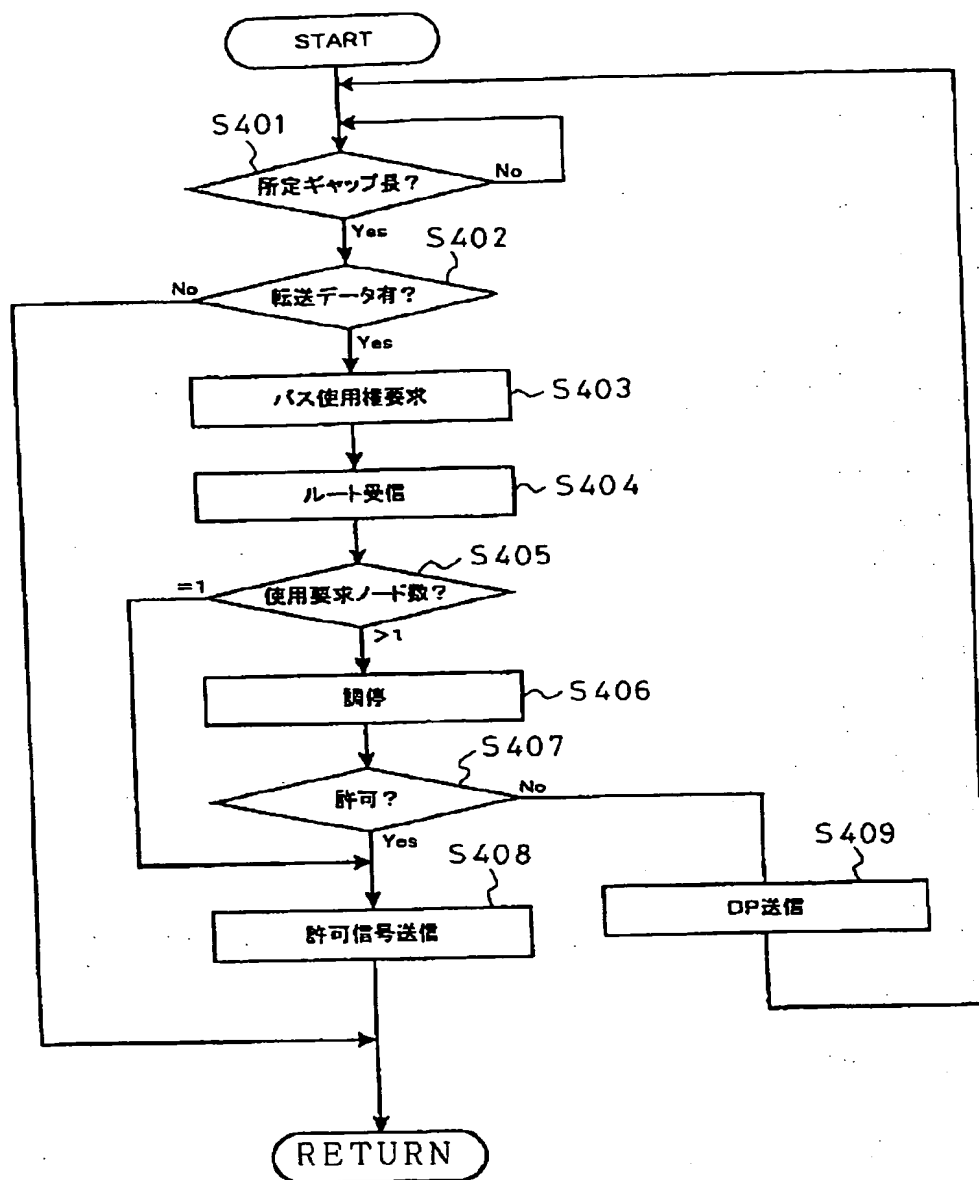 START
S401
所定ギャップ長?
No
Yes
S402
転送データ有?
No
Yes
バス使用権要求
S403
ルート受信
S404
S405
使用要求ノード数?
=1
>1
調停
S406
S407
許可?
No
Yes
S408
許可信号送信
S409
DP送信
RETURN